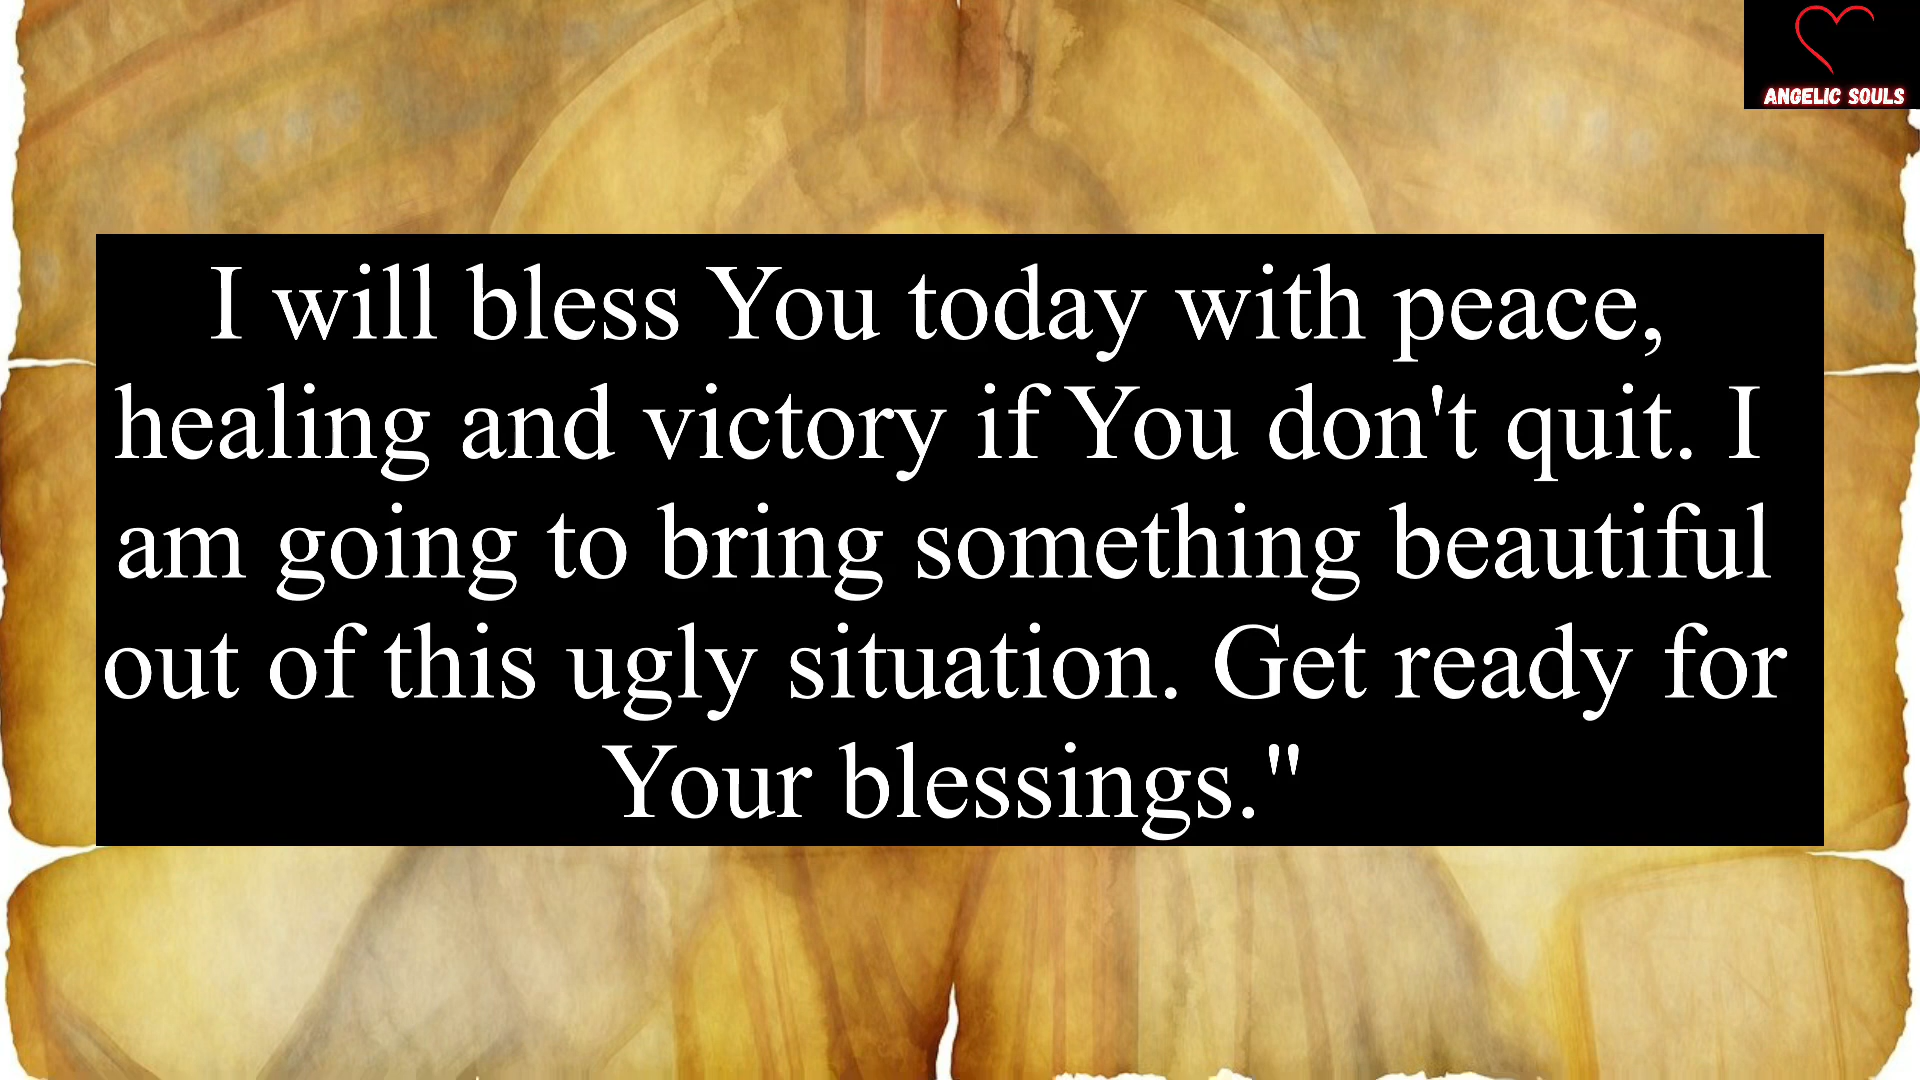 ANGELIC SOULS
I will bless You today with peace,
healing and victory if You don't quit. I
am going to bring something beautiful
out of this ugly situation. Get ready for
Your blessings."